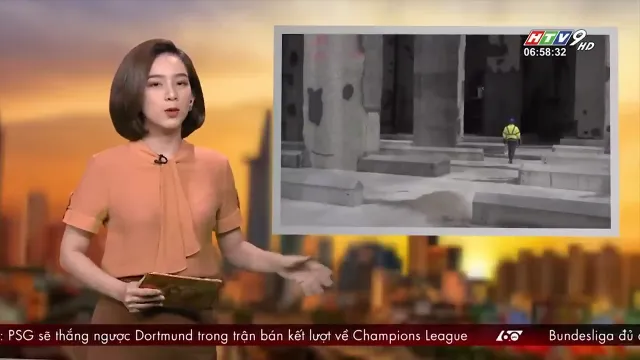 HTV9 HD
06:58:32
: PSG sẽ thắng ngược Dortmund trong trận bán kết lượt về Champions League
60 Bundesliga đủ